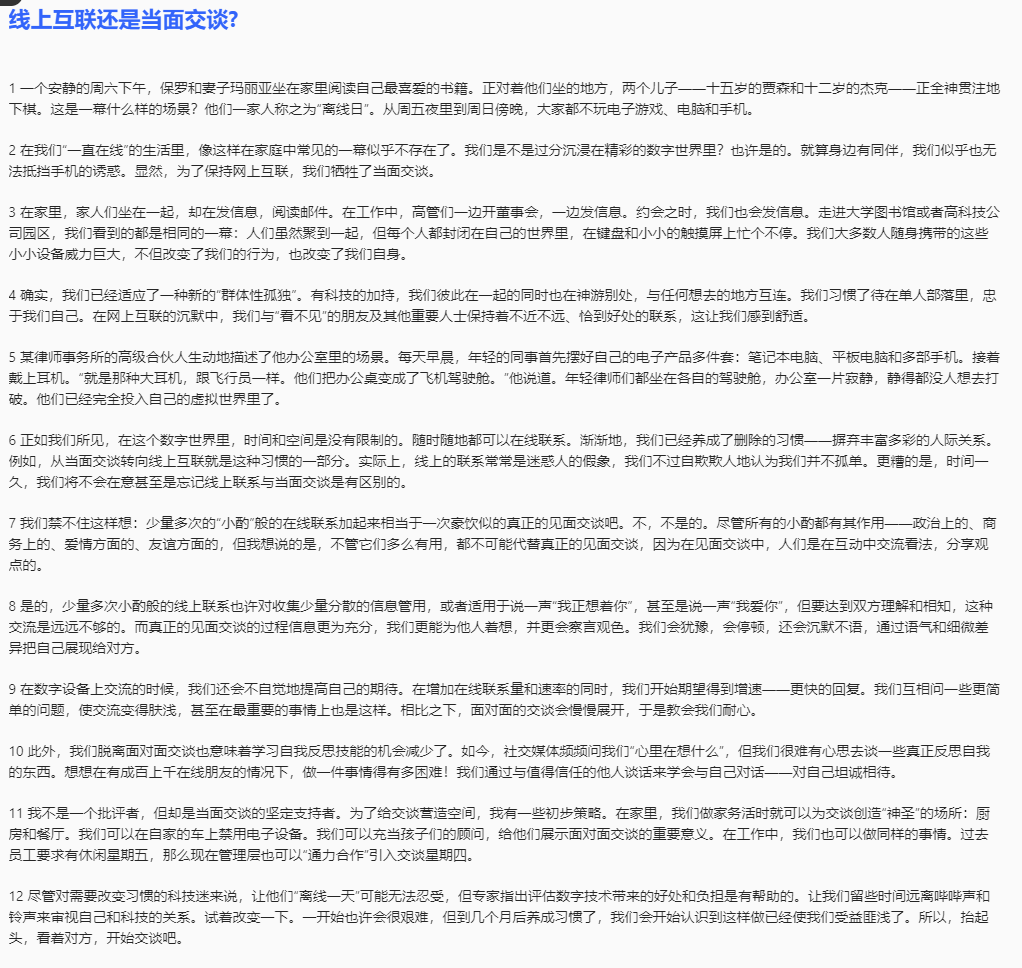 线上互联还是当面交谈?
1 一个安静的周六下午，保罗和妻子玛丽亚坐在家里阅读自己最喜爱的书籍。正对着他们坐的地方，两个儿子——十五岁的贾森和十二岁的杰克——正全神贯注地
下棋。这是一幕什么样的场景？他们一家人称之为“离线日”。从周五夜里到周日傍晚，大家都不玩电子游戏、电脑和手机。
2 在我们“一直在线”的生活里，像这样在家庭中常见的一幕似乎不存在了。我们是不是过分沉浸在精彩的数字世界里？也许是的。就算身边有同伴，我们似乎也无
法抵挡手机的诱惑。显然，为了保持网上互联，我们牺牲了当面交谈。
3 在家里，家人们坐在一起，却在发信息，阅读邮件。在工作中，高管们一边开董事会，一边发信息。约会之时，我们也会发信息。走进大学图书馆或者高科技公
司园区，我们看到的都是相同的一幕：人们虽然聚到一起，但每个人都封闭在自己的世界里，在键盘和小小的触摸屏上忙个不停。我们大多数人随身携带的这些
小小设备威力巨大，不但改变了我们的行为，也改变了我们自身。
4 确实，我们已经适应了一种新的“群体性孤独”。有科技的加持，我们彼此在一起的同时也在神游别处，与任何想去的地方互连。我们习惯了待在单人部落里，忠
于我们自己。在网上互联的沉默中，我们与“看不见”的朋友及其他重要人士保持着不近不远、恰到好处的联系，这让我们感到舒适。
5 某律师事务所的高级合伙人生动地描述了他办公室里的场景。每天早晨，年轻的同事首先摆好自己的电子产品多件套：笔记本电脑、平板电脑和多部手机。接着
戴上耳机。“就是那种大耳机，跟飞行员一样。他们把办公桌变成了飞机驾驶舱。”他说道。年轻律师们都坐在各自的驾驶舱，办公室一片寂静，静得都没人想去打
破。他们已经完全投入自己的虚拟世界里了。
6 正如我们所见，在这个数字世界里，时间和空间是没有限制的。随时随地都可以在线联系。渐渐地，我们已经养成了删除的习惯——摒弃丰富多彩的人际关系。
例如，从当面交谈转向线上互联就是这种习惯的一部分。实际上，线上的联系常常是迷惑人的假象，我们不过自欺欺人地认为我们并不孤单。更糟的是，时间一
久，我们将不会在意甚至是忘记线上联系与当面交谈是有区别的。
7 我们禁不住这样想：少量多次的“小酌”般的在线联系加起来相当于一次豪饮似的真正的见面交谈吧。不，不是的。尽管所有的小酌都有其作用——政治上的、商
务上的、爱情方面的、友谊方面的，但我想说的是，不管它们多么有用，都不可能代替真正的见面交谈，因为在见面交谈中，人们是在互动中交流看法，分享观
点的。
8 是的，少量多次小酌般的线上联系也许对收集少量分散的信息管用，或者适用于说一声“我正想着你”，甚至是说一声“我爱你”，但要达到双方理解和相知，这种
交流是远远不够的。而真正的见面交谈的过程信息更为充分，我们更能为他人着想，并更会察言观色。我们会犹豫，会停顿，还会沉默不语，通过语气和细微差
异把自己展现给对方。
9 在数字设备上交流的时候，我们还会不自觉地提高自己的期待。在增加在线联系量和速率的同时，我们开始期望得到增速——更快的回复。我们互相问一些更简
单的问题，使交流变得肤浅，甚至在最重要的事情上也是这样。相比之下，面对面的交谈会慢慢展开，于是教会我们耐心。
10 此外，我们脱离面对面交谈也意味着学习自我反思技能的机会减少了。如今，社交媒体频频问我们“心里在想什么”，但我们很难有心思去谈一些真正反思自我
的东西。想想在有成百上千在线朋友的情况下，做一件事情得有多困难！我们通过与值得信任的他人谈话来学会与自己对话——对自己坦诚相待。
11 我不是一个批评者，但却是当面交谈的坚定支持者。为了给交谈营造空间，我有一些初步策略。在家里，我们做家务活时就可以为交谈创造“神圣”的场所：厨
房和餐厅。我们可以在自家的车上禁用电子设备。我们可以充当孩子们的顾问，给他们展示面对面交谈的重要意义。在工作中，我们也可以做同样的事情。过去
员工要求有休闲星期五，那么现在管理层也可以“通力合作”引入交谈星期四。
12 尽管对需要改变习惯的科技迷来说，让他们“离线一天”可能无法忍受，但专家指出评估数字技术带来的好处和负担是有帮助的。让我们留些时间远离哔哔声和
铃声来审视自己和科技的关系。试着改变一下。一开始也许会很艰难，但到几个月后养成习惯了，我们会开始认识到这样做已经使我们受益匪浅了。所以，抬起
头，看着对方，开始交谈吧。